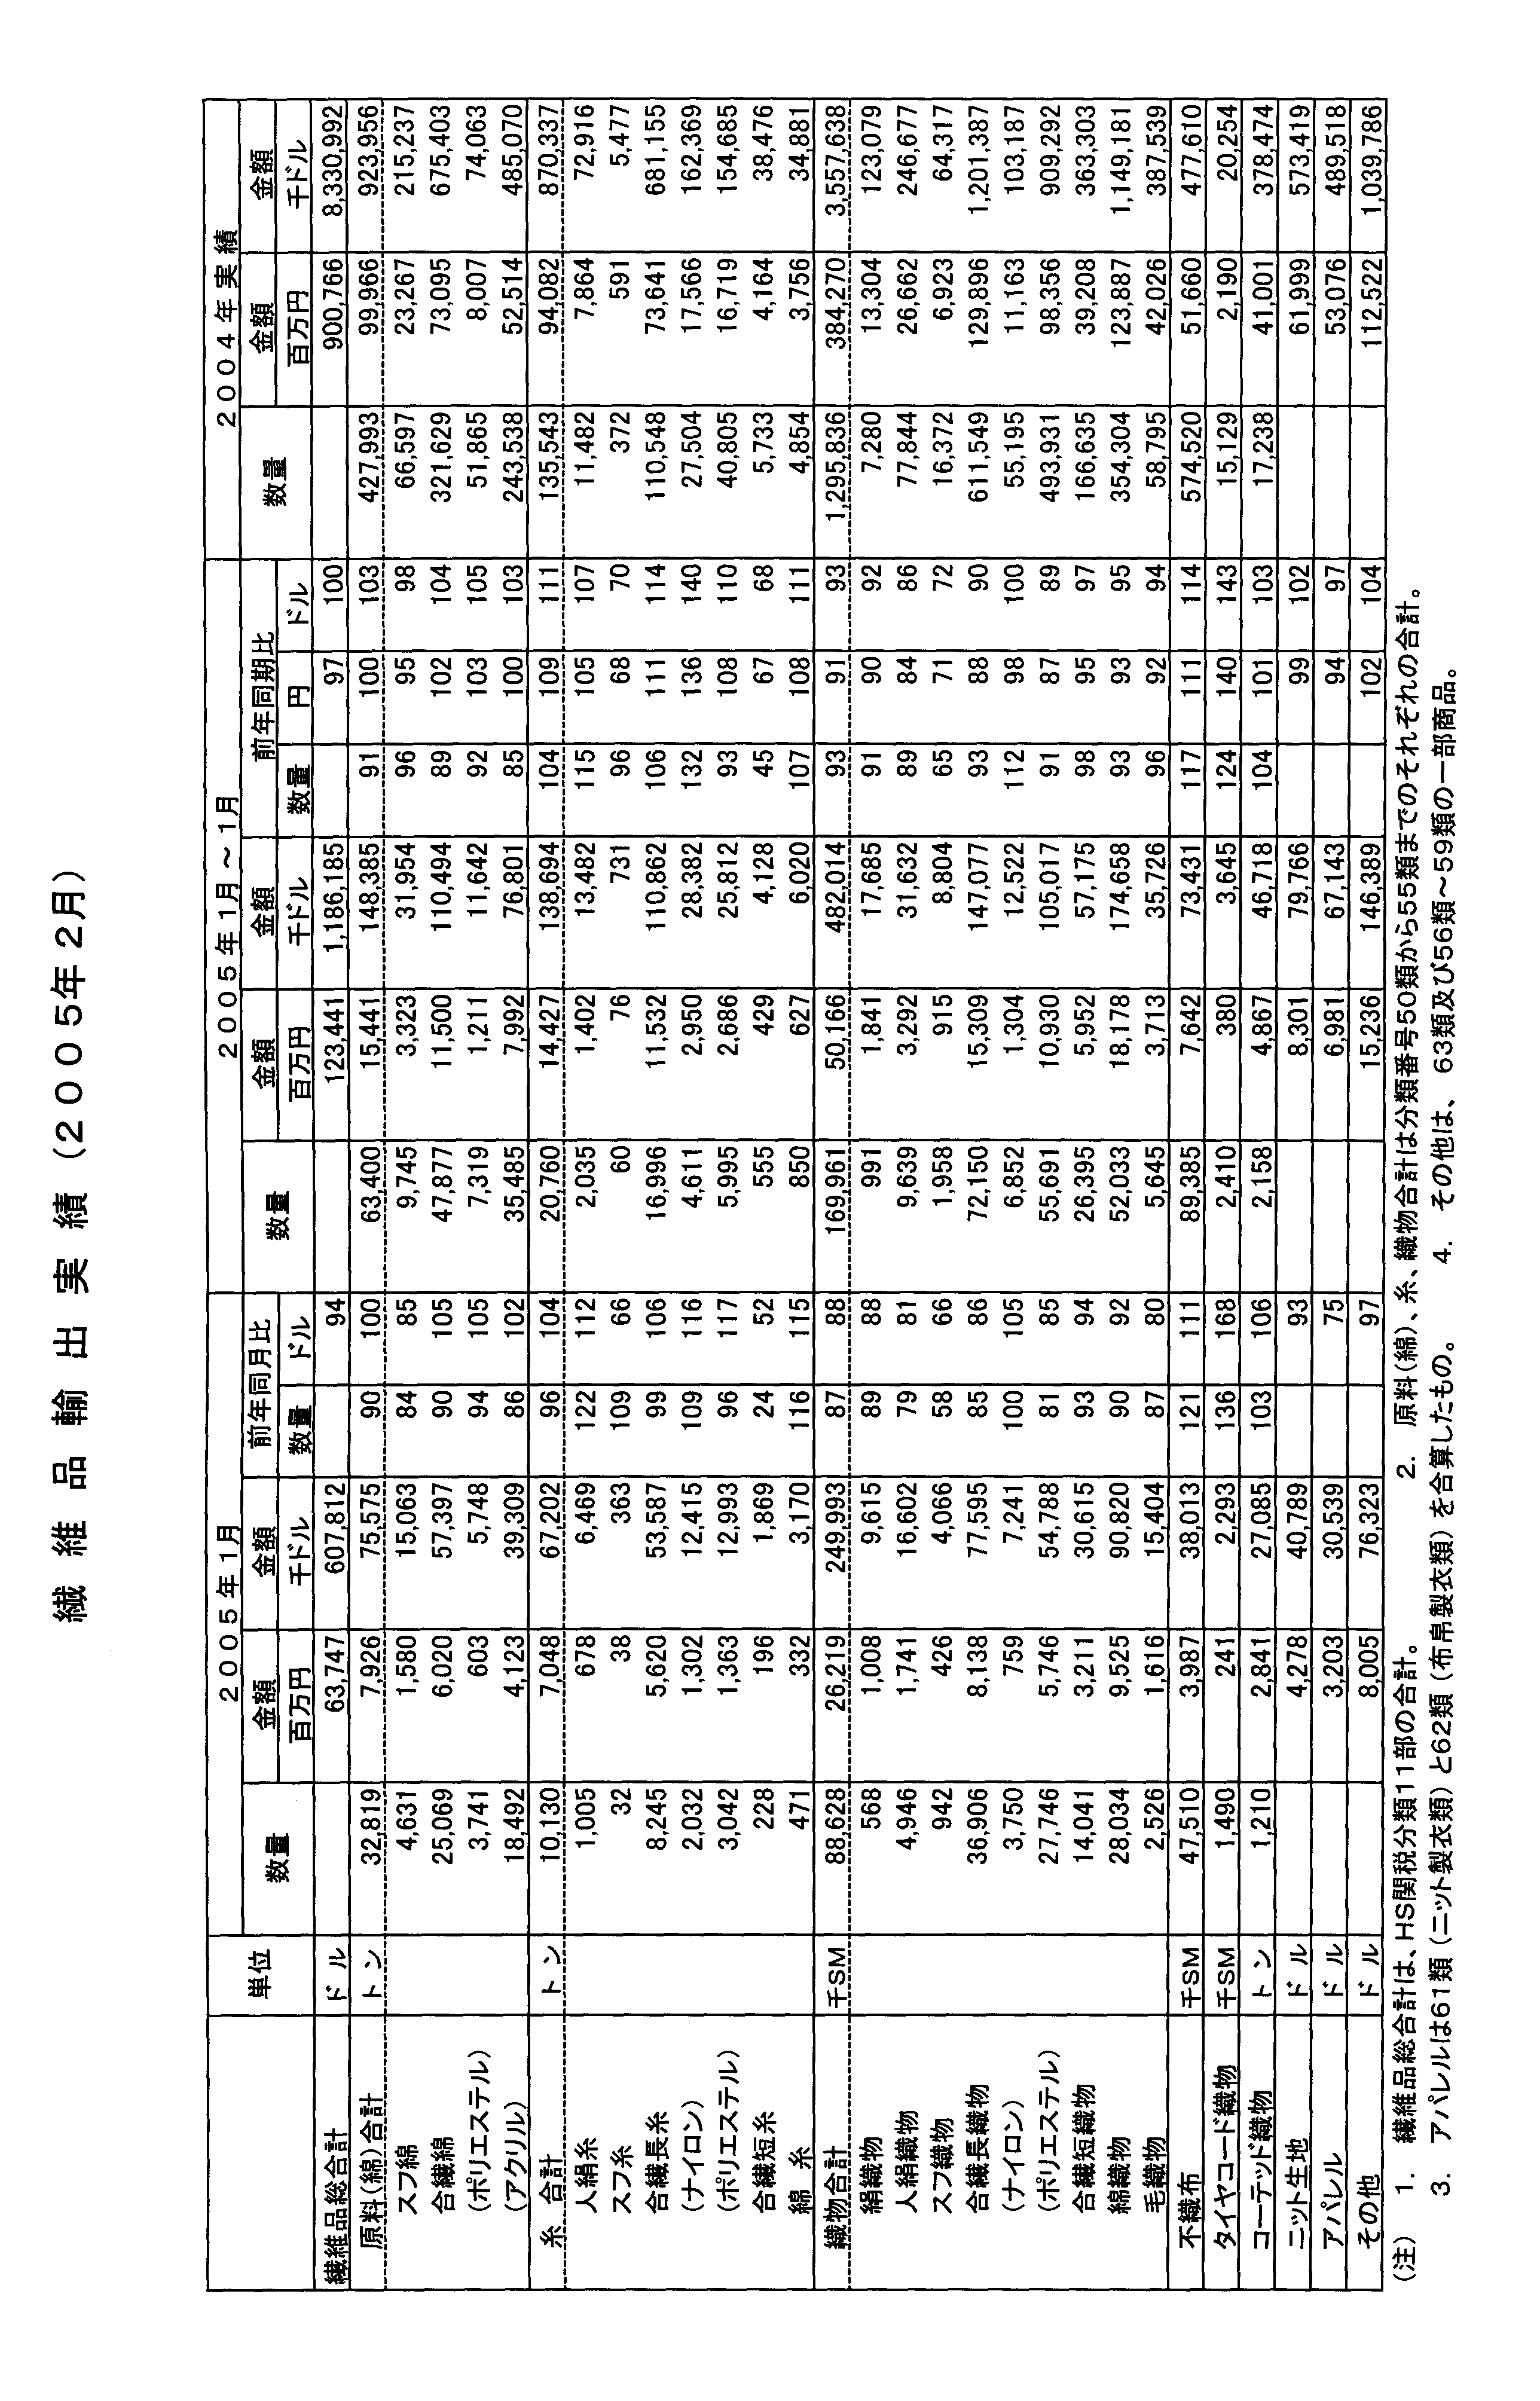 繊維品輸出実績（２００５年２月）
単位 ２００５年１月 ２００５年１月～１月 ２００４年実績
数量 金額 金額 前年同月比 数量 金額 金額 前年同期比 数量 金額 金額
百万円 千ドル 数量 ドル 百万円 千ドル 数量 円 ドル 百万円 千ドル
繊維品総合計 ドル 63,747 607,812 94 123,441 1,186,185 97 100 900,766 8,330,992
原料（綿）合計 トン 32,819 7,926 75,575 90 100 63,400 15,441 148,385 91 100 103 427,993 99,966 923,956
スフ綿 4,631 1,580 15,063 84 85 9,745 3,323 31,954 96 95 98 66,597 23,267 215,237
合繊綿 25,069 6,020 57,397 90 105 47,877 11,500 110,494 89 102 104 321,629 73,095 675,403
（ポリエステル） 3,741 603 5,748 94 105 7,319 1,211 11,642 92 103 105 51,865 8,007 74,063
（アクリル） 18,492 4,123 39,309 86 102 35,485 7,992 76,801 85 100 103 243,538 52,514 485,070
糸 合計 トン 10,130 7,048 67,202 96 104 20,760 14,427 138,694 104 109 111 135,543 94,082 870,337
人絹糸 1,005 678 6,469 122 112 2,035 1,402 13,482 115 105 107 11,482 7,864 72,916
スフ糸 32 38 363 109 66 60 76 731 96 68 70 372 591 5,477
合繊長糸 8,245 5,620 53,587 99 106 16,996 11,532 110,862 106 111 114 110,548 73,641 681,155
（ナイロン） 2,032 1,302 12,415 109 116 4,611 2,950 28,382 132 136 140 27,504 17,566 162,369
（ポリエステル） 3,042 1,363 12,993 96 117 5,995 2,686 25,812 93 108 110 40,805 16,719 154,685
合繊短糸 228 196 1,869 24 52 555 429 4,128 45 67 68 5,733 4,164 38,476
綿 糸 471 332 3,170 116 115 850 627 6,020 107 108 111 4,854 3,756 34,881
織物合計 千SM 88,628 26,219 249,993 87 88 169,961 50,166 482,014 93 91 93 1,295,836 384,270 3,557,638
絹織物 568 1,008 9,615 89 88 991 1,841 17,685 91 90 92 7,280 13,304 123,079
人絹織物 4,946 1,741 16,602 79 81 9,639 3,292 31,632 89 84 86 77,844 26,662 246,677
スフ織物 942 426 4,066 58 66 1,958 915 8,804 65 71 72 16,372 6,923 64,317
合繊長織物 36,906 8,138 77,595 85 86 72,150 15,309 147,077 93 88 90 611,549 129,896 1,201,387
（ナイロン） 3,750 759 7,241 100 105 6,852 1,304 12,522 112 98 100 55,195 11,163 103,187
（ポリエステル） 27,746 5,746 54,788 81 85 55,691 10,930 105,017 91 87 89 493,931 98,356 909,292
合繊短織物 14,041 3,211 30,615 93 94 26,395 5,952 57,175 98 95 97 166,635 39,208 363,303
綿織物 28,034 9,525 90,820 90 92 52,033 18,178 174,658 93 93 95 354,304 123,887 1,149,181
毛織物 2,526 1,616 15,404 87 80 5,645 3,713 35,726 96 92 94 58,795 42,026 387,539
不織布 千SM 47,510 3,987 38,013 121 111 89,385 7,642 73,431 117 111 114 574,520 51,660 477,610
タイヤコード織物 千SM 1,490 241 2,293 136 168 2,410 380 3,645 124 140 143 15,129 2,190 20,254
コーテッド織物 トン 1,210 2,841 27,085 103 106 2,158 4,867 46,718 104 101 103 17,238 41,001 378,474
ニット生地 ドル 4,278 40,789 93 8,301 79,766 99 102 61,999 573,419
アパレル ドル 3,203 30,539 75 6,981 67,143 94 97 53,076 489,518
その他 ドル 8,005 76,323 97 15,236 146,389 102 104 112,522 1,039,786
（注） 1． 繊維品総合計は、HS関税分類11部の合計。 2． 原料（綿）、糸、織物合計は分類番号50類から55類までのそれぞれの合計。
3． アパレルは61類（ニット製衣類）と62類（布帛製衣類）を合算したもの。 4． その他は、63類及び56類～59類の一部商品。